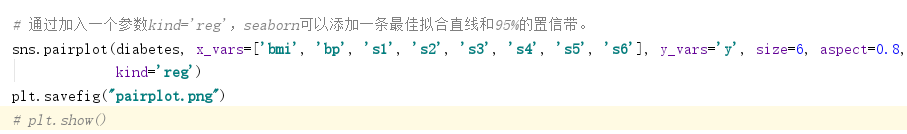 # 通过加入一个参数kind='reg'，seaborn可以添加一条最佳拟合直线和95%的置信带。
sns.pairplot(diabetes, x_vars=['bmi', 'bp', 's1', 's2', 's3', 's4', 's5', 's6'], y_vars='y', size=6, aspect=0.8,
kind='reg')
plt.savefig("pairplot.png")
# plt.show()